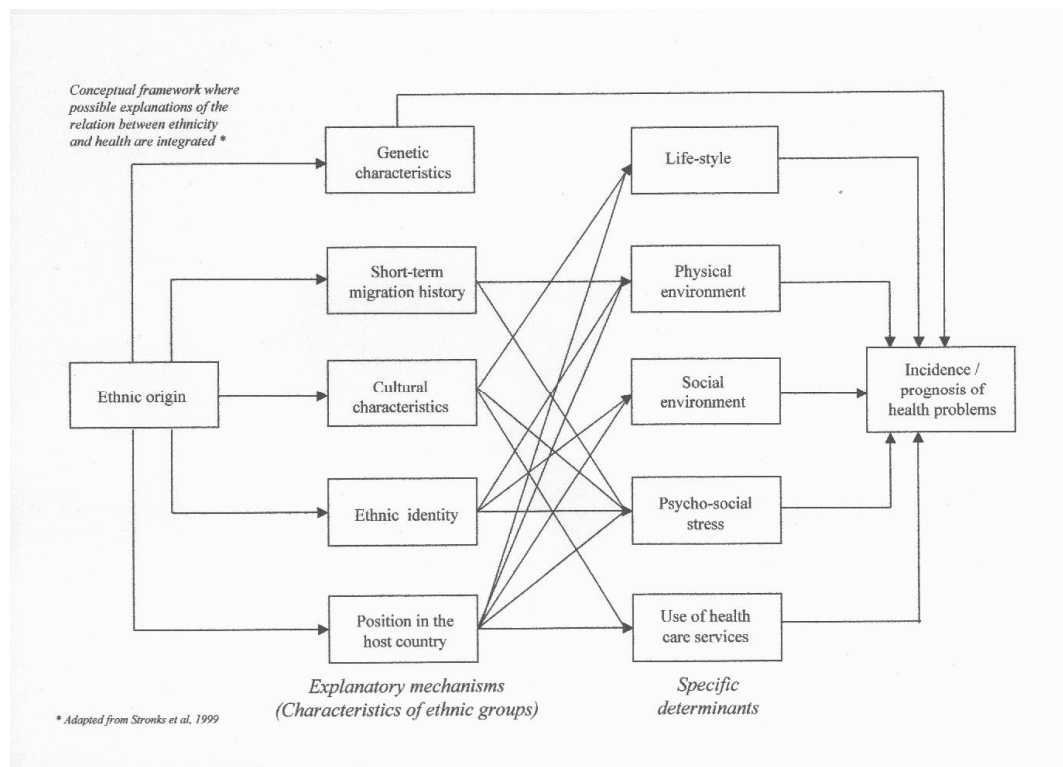 Conceptual framework where
possible explanations of the
relation between ethnicity
and health are integrated *
Genetic
characteristics
Life-style
Short-term
migration history
Physical
environment
Ethnic origin
Cultural
characteristics
Social
environment
Incidence /
prognosis of
health problems
Ethnic identity
Psycho-social
stress
Position in the
host country
Use of health
care services
Explanatory mechanisms
(Characteristics of ethnic groups)
Specific
determinants
* Adapted from Stronks et al, 1999